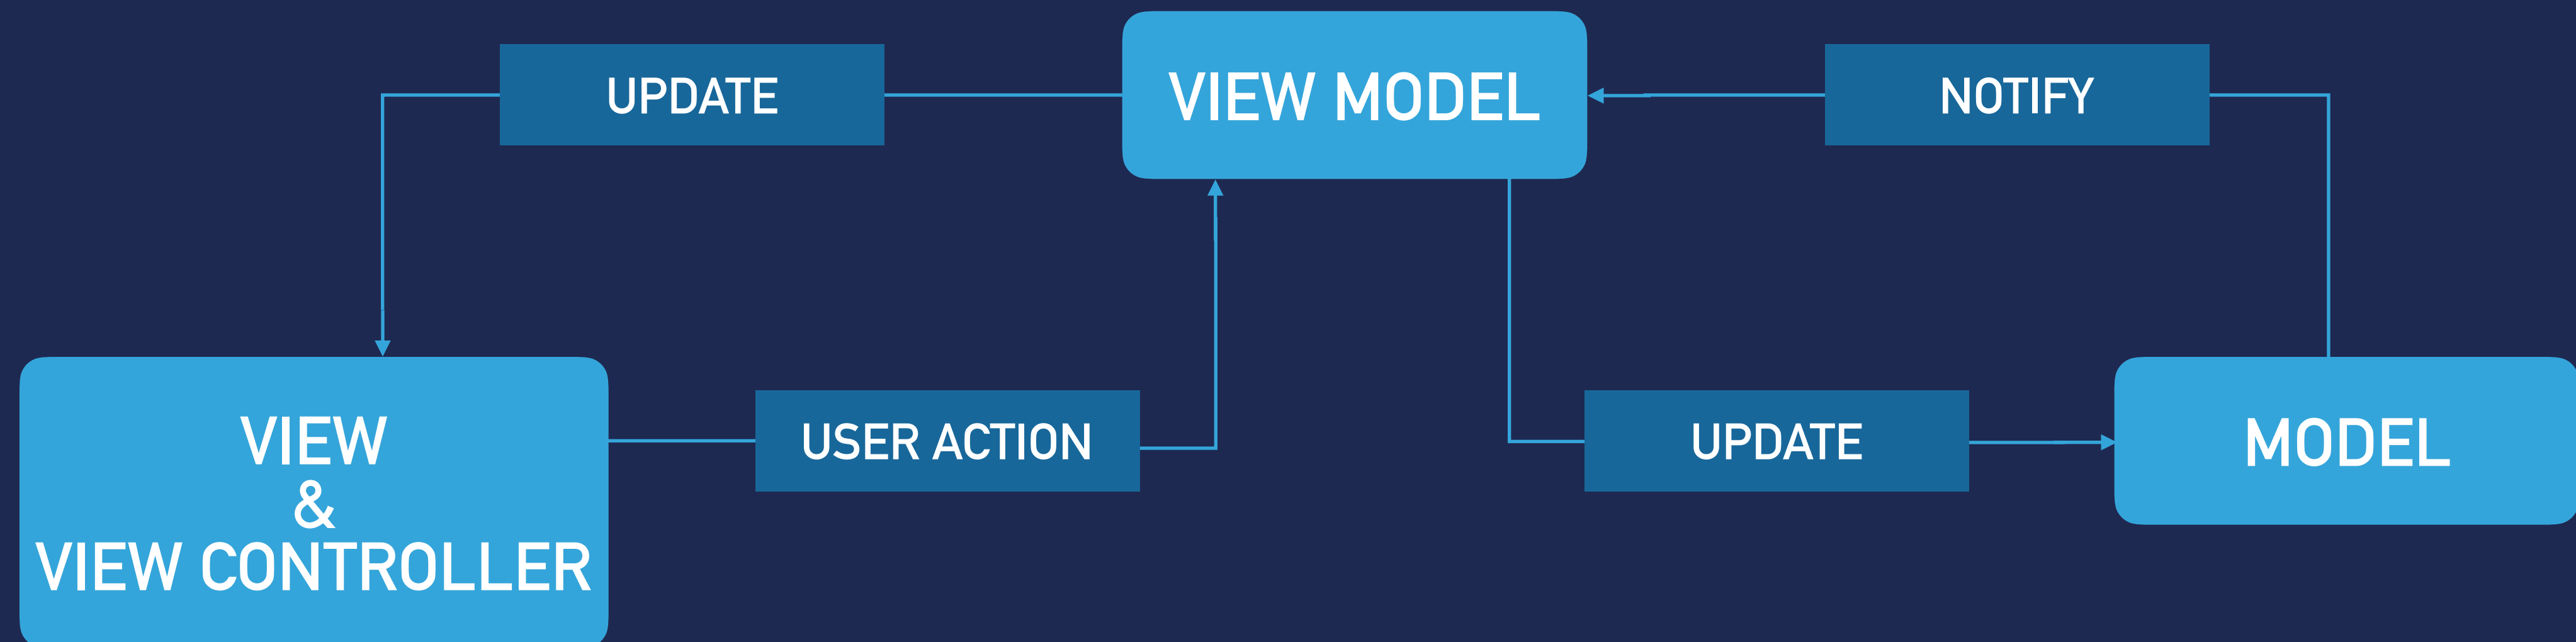 UPDATE
VIEW MODEL
NOTIFY
VIEW
&
VIEW CONTROLLER
USER ACTION
UPDATE
MODEL